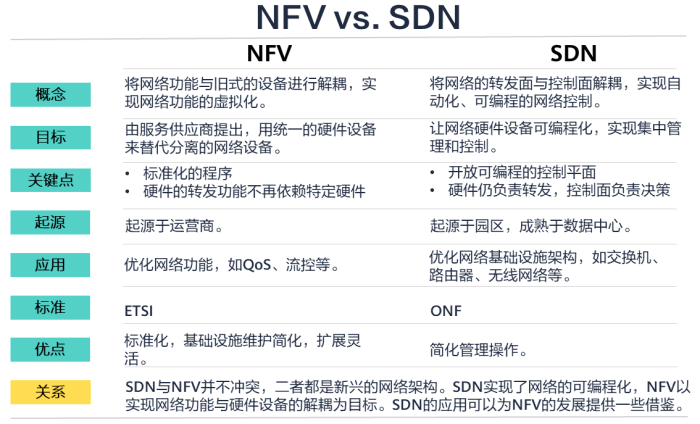 NFV vs. SDN
NFV
SDN
概念
将网络功能与旧式的设备进行解耦，实
现网络功能的虚拟化。
将网络的转发面与控制面解耦，实现自
动化、可编程的网络控制。
目标
由服务供应商提出，用统一的硬件设备
来替代分离的网络设备。
让网络硬件设备可编程化，实现集中管
理和控制。
关键点
• 标准化的程序
• 硬件的转发功能不再依赖特定硬件
• 开放可编程的控制平面
• 硬件仍负责转发，控制面负责决策
起源
起源于运营商。
起源于园区，成熟于数据中心。
应用
优化网络功能，如QoS、流控等。
优化网络基础设施架构，如交换机、
路由器、无线网络等。
标准
ETSI
ONF
优点
标准化，基础设施维护简化，扩展灵
活。
简化管理操作。
关系
SDN与NFV并不冲突，二者都是新兴的网络架构。SDN实现了网络的可编程化，NFV以
实现网络功能与硬件设备的解耦为目标。SDN的应用可以为NFV的发展提供一些借鉴。